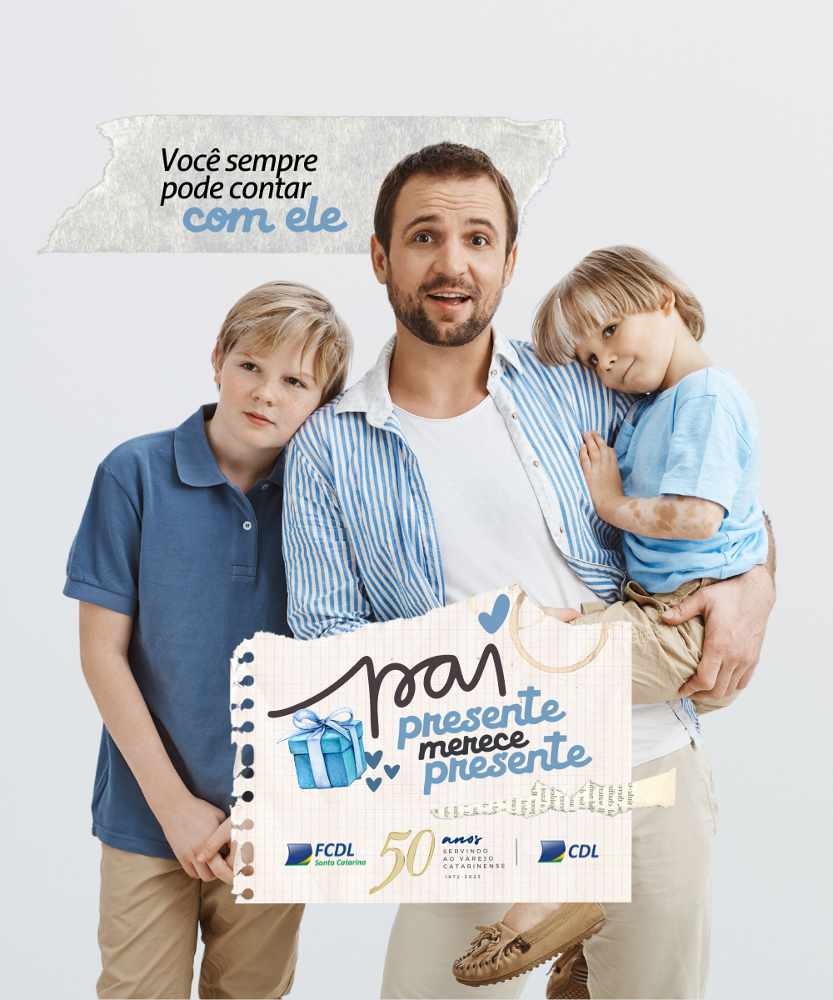 Você sempre
pode contar
com ele
pai
presente
merece
presente
FCDL
Santa Catarina
50 anos
SERVINDO
AO VAREJO
CATARINENSE
1972-2022
CDL